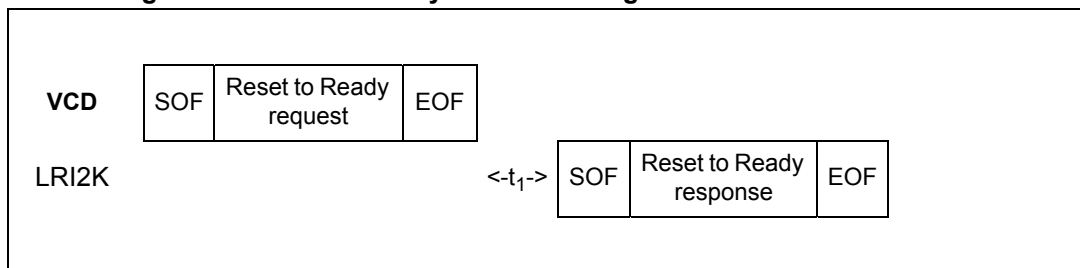 VCD SOF Reset to Ready request EOF
LRI2K <-t1-> SOF Reset to Ready response EOF